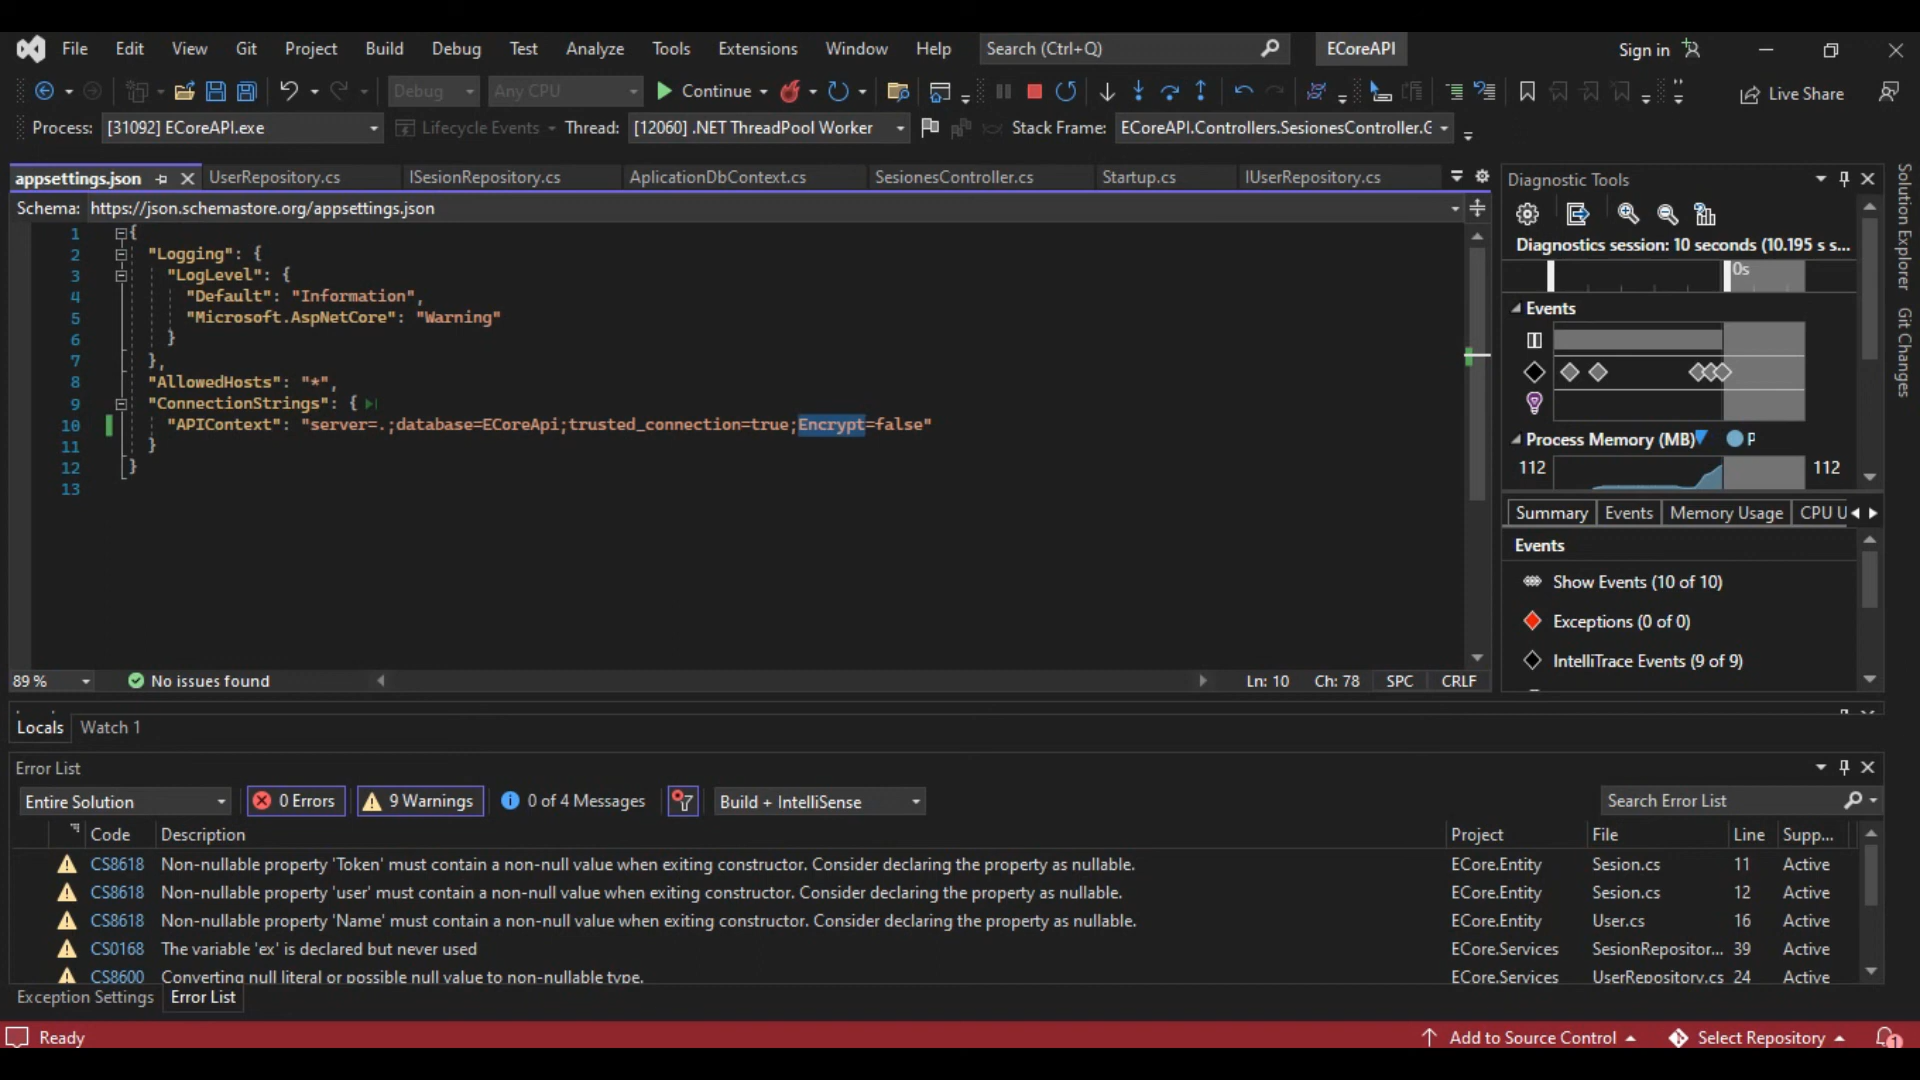 File Edit View Git Project Build Debug Test Analyze Tools Extensions Window Help Search (Ctrl+Q) ECoreAPI Sign in
Debug Any CPU Continue Live Share
Process: [31092] ECoreAPI.exe Lifecycle Events Thread: [12060] .NET ThreadPool Worker Stack Frame: ECoreAPI.Controllers.SesionesController.G
appsettings.json UserRepository.cs ISesionRepository.cs AplicationDbContext.cs SesionesController.cs Startup.cs IUserRepository.cs
Schema: https://json.schemastore.org/appsettings.json
1 {
2 "Logging": {
3 "LogLevel": {
4 "Default": "Information",
5 "Microsoft.AspNetCore": "Warning"
6 }
7 },
8 "AllowedHosts": "*",
9 "ConnectionStrings": {
10 "APIContext": "server=.;database=ECoreApi;trusted_connection=true;Encrypt=false"
11 }
12 }
13
89 % No issues found Ln: 10 Ch: 78 SPC CRLF
Diagnostic Tools
Diagnostics session: 10 seconds (10.195 s s...
0s
Events
Process Memory (MB) P
112 112
Summary Events Memory Usage CPU U
Events
Show Events (10 of 10)
Exceptions (0 of 0)
IntelliTrace Events (9 of 9)
Solution Explorer
Git Changes
Locals Watch 1
Error List
Entire Solution 0 Errors 9 Warnings 0 of 4 Messages Build + IntelliSense Search Error List
Code Description Project File Line Supp...
CS8618 Non-nullable property 'Token' must contain a non-null value when exiting constructor. Consider declaring the property as nullable. ECore.Entity Sesion.cs 11 Active
CS8618 Non-nullable property 'user' must contain a non-null value when exiting constructor. Consider declaring the property as nullable. ECore.Entity Sesion.cs 12 Active
CS8618 Non-nullable property 'Name' must contain a non-null value when exiting constructor. Consider declaring the property as nullable. ECore.Entity User.cs 16 Active
CS0168 The variable 'ex' is declared but never used ECore.Services SesionRepositor... 39 Active
CS8600 Converting null literal or possible null value to non-nullable type. ECore.Services UserRepository.cs 24 Active
Exception Settings Error List
Ready Add to Source Control Select Repository 1